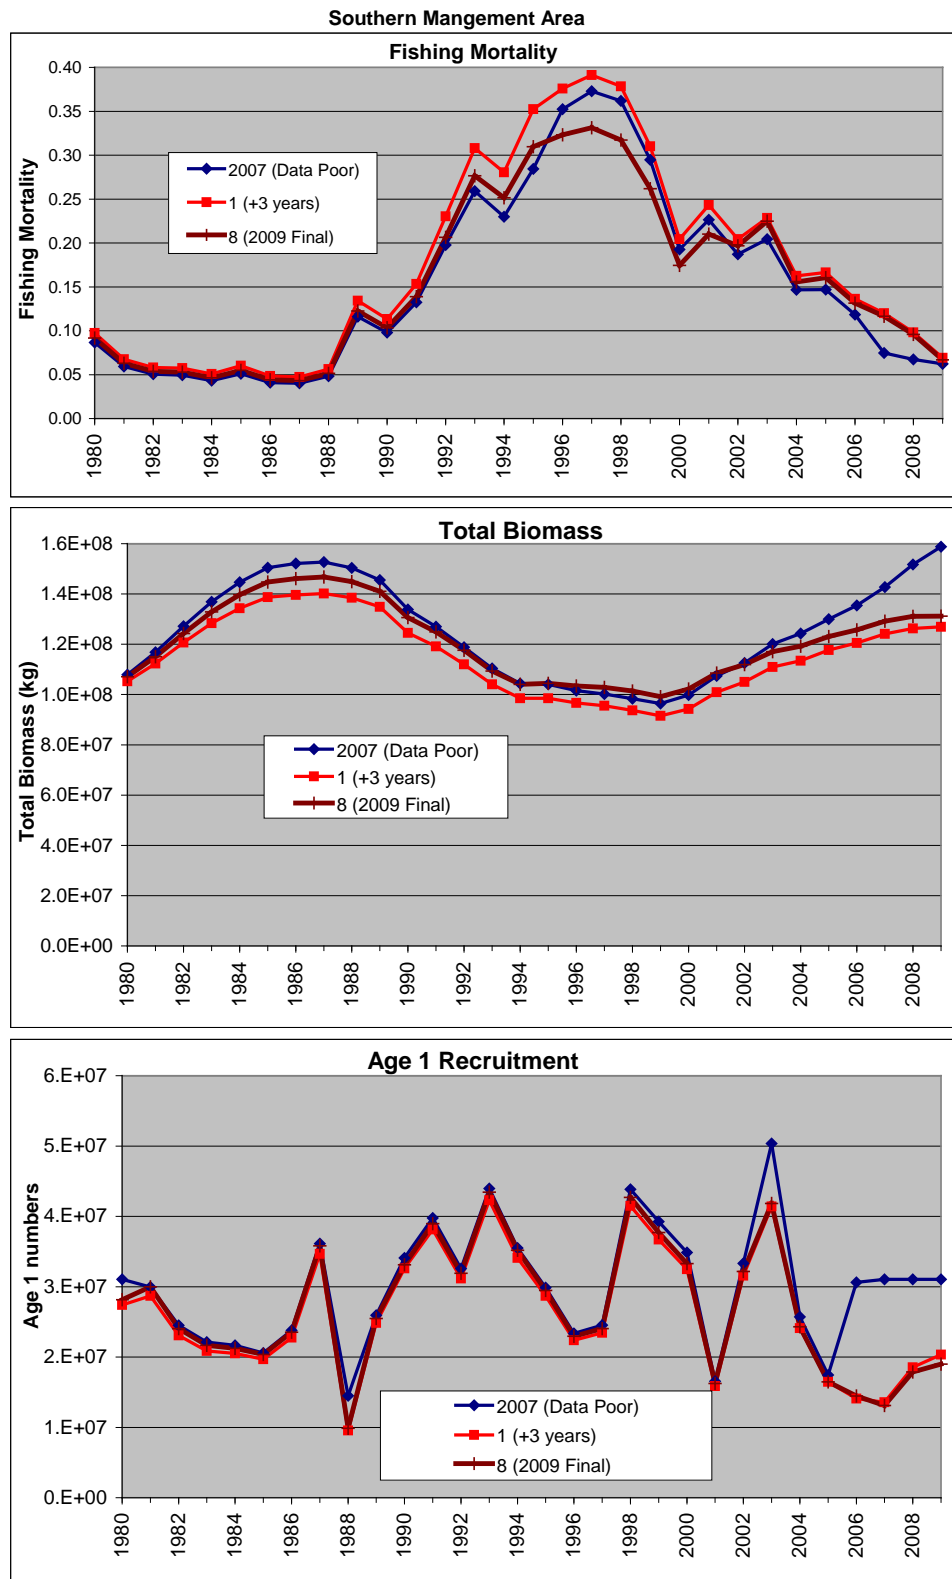 Southern Mangement Area
Fishing Mortality
Fishing Mortality
0.40
0.35
0.30
0.25
0.20
0.15
0.10
0.05
0.00
2007 (Data Poor)
1 (+3 years)
8 (2009 Final)
1980 1982 1984 1986 1988 1990 1992 1994 1996 1998 2000 2002 2004 2006 2008
Total Biomass
Total Biomass (kg)
1.6E+08
1.4E+08
1.2E+08
1.0E+08
8.0E+07
6.0E+07
4.0E+07
2.0E+07
0.0E+00
2007 (Data Poor)
1 (+3 years)
8 (2009 Final)
1980 1982 1984 1986 1988 1990 1992 1994 1996 1998 2000 2002 2004 2006 2008
Age 1 Recruitment
Age 1 numbers
6.E+07
5.E+07
4.E+07
3.E+07
2.E+07
1.E+07
0.E+00
2007 (Data Poor)
1 (+3 years)
8 (2009 Final)
1980 1982 1984 1986 1988 1990 1992 1994 1996 1998 2000 2002 2004 2006 2008